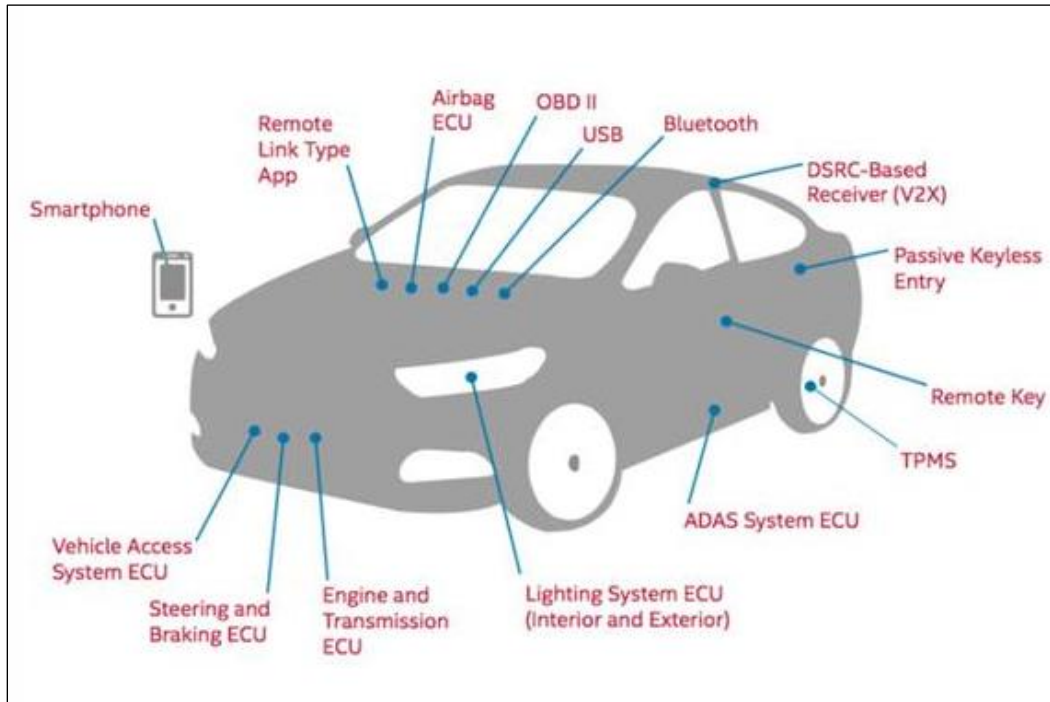 Airbag
ECU
OBD II
Remote
Link Type
App
USB
Bluetooth
DSRC-Based
Receiver (V2X)
Smartphone
Passive Keyless
Entry
Remote Key
TPMS
ADAS System ECU
Vehicle Access
System ECU
Steering and
Braking ECU
Engine and
Transmission
ECU
Lighting System ECU
(Interior and Exterior)